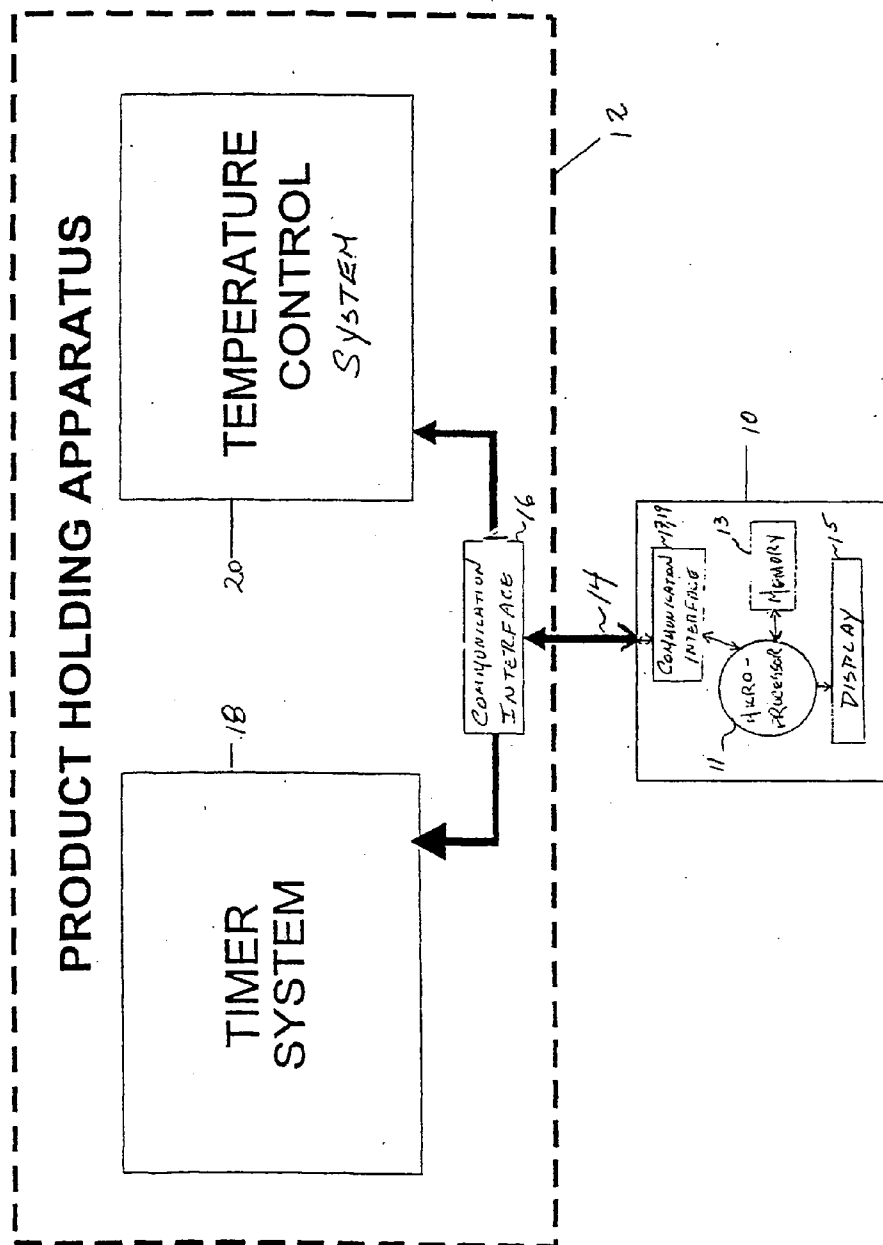 PRODUCT HOLDING APPARATUS
TIMER
SYSTEM
18
TEMPERATURE
CONTROL
SYSTEM
20
COMMUNICATION
INTERFACE
16
12
14
10
COMMUNICATION
INTERFACE
17,19
MICRO-
PROCESSOR
11
MEMORY
13
DISPLAY
15